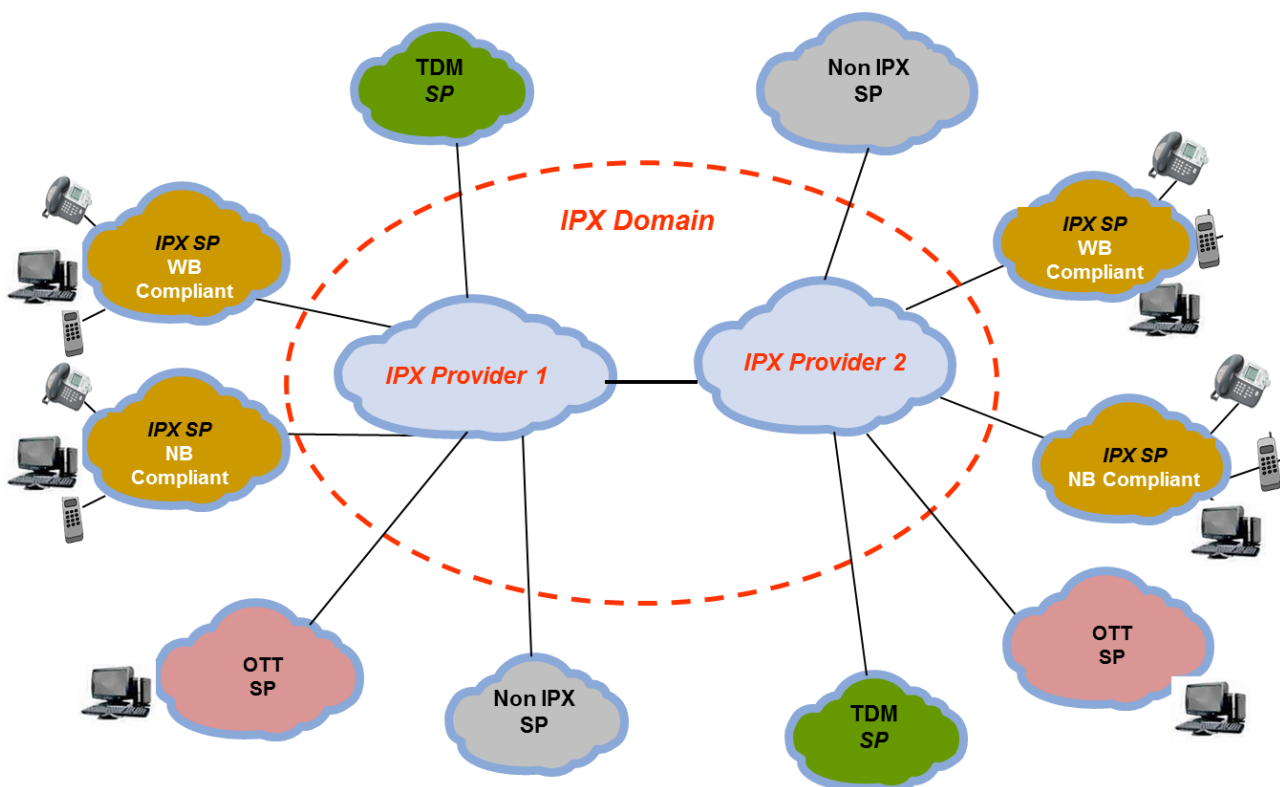 TDM
SP
Non IPX
SP
IPX Domain
IPX SP
WB
Compliant
IPX SP
WB
Compliant
IPX Provider 1
IPX Provider 2
IPX SP
NB
Compliant
IPX SP
NB Compliant
OTT
SP
Non IPX
SP
TDM
SP
OTT
SP